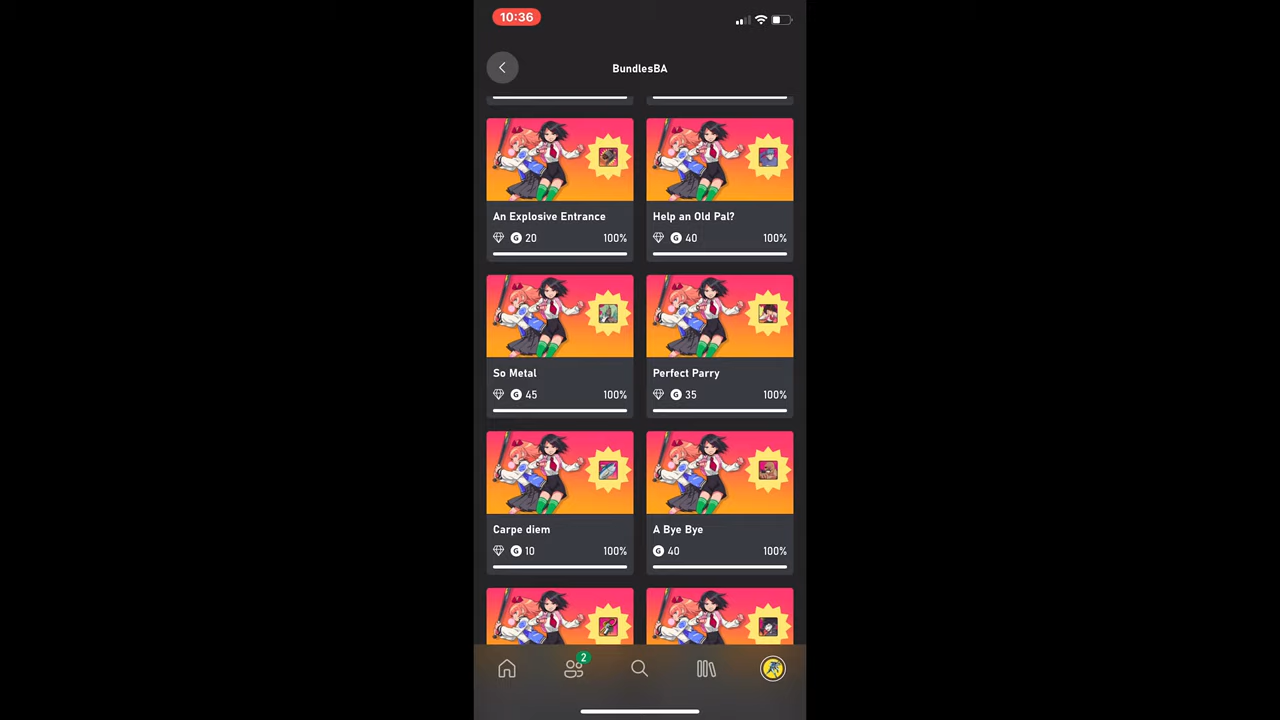 10:36
BundlesBA
An Explosive Entrance
G 20 100%
Help an Old Pal?
G 40 100%
So Metal
G 45 100%
Perfect Parry
G 35 100%
Carpe diem
G 10 100%
A Bye Bye
G 40 100%
2